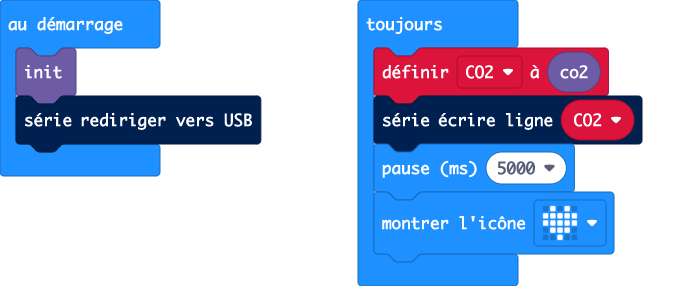 au démarrage
init
série rediriger vers USB
toujours
définir CO2 à co2
série écrire ligne CO2
pause (ms) 5000
montrer l'icône